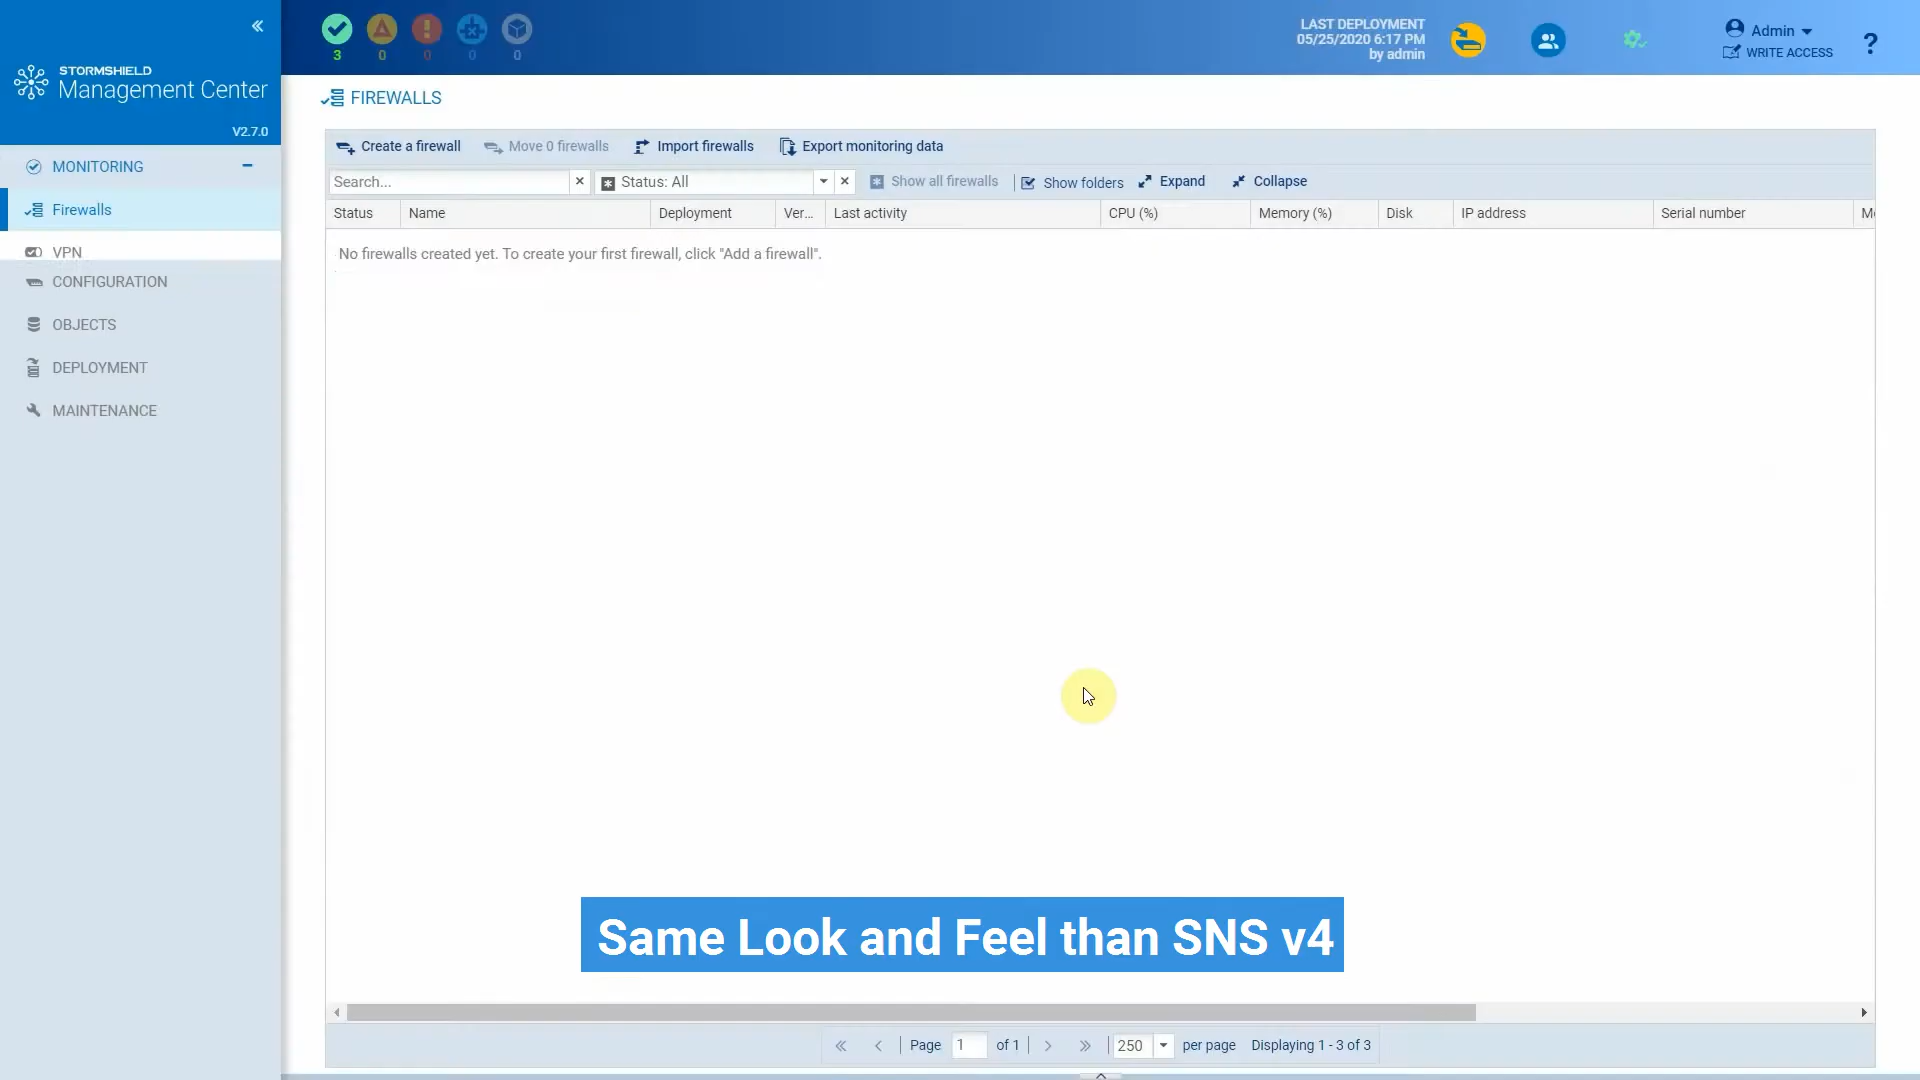 STORMSHIELD
Management Center
V2.7.0
3
0
0
0
0
LAST DEPLOYMENT
05/25/2020 6:17 PM
by admin
Admin
WRITE ACCESS
?
MONITORING
Firewalls
VPN
CONFIGURATION
OBJECTS
DEPLOYMENT
MAINTENANCE
FIREWALLS
Create a firewall
Move 0 firewalls
Import firewalls
Export monitoring data
Search...
Status: All
Show all firewalls
Show folders
Expand
Collapse
Status
Name
Deployment
Ver...
Last activity
CPU (%)
Memory (%)
Disk
IP address
Serial number
No firewalls created yet. To create your first firewall, click "Add a firewall".
Same Look and Feel than SNS v4
Page 1 of 1
250 per page
Displaying 1 - 3 of 3